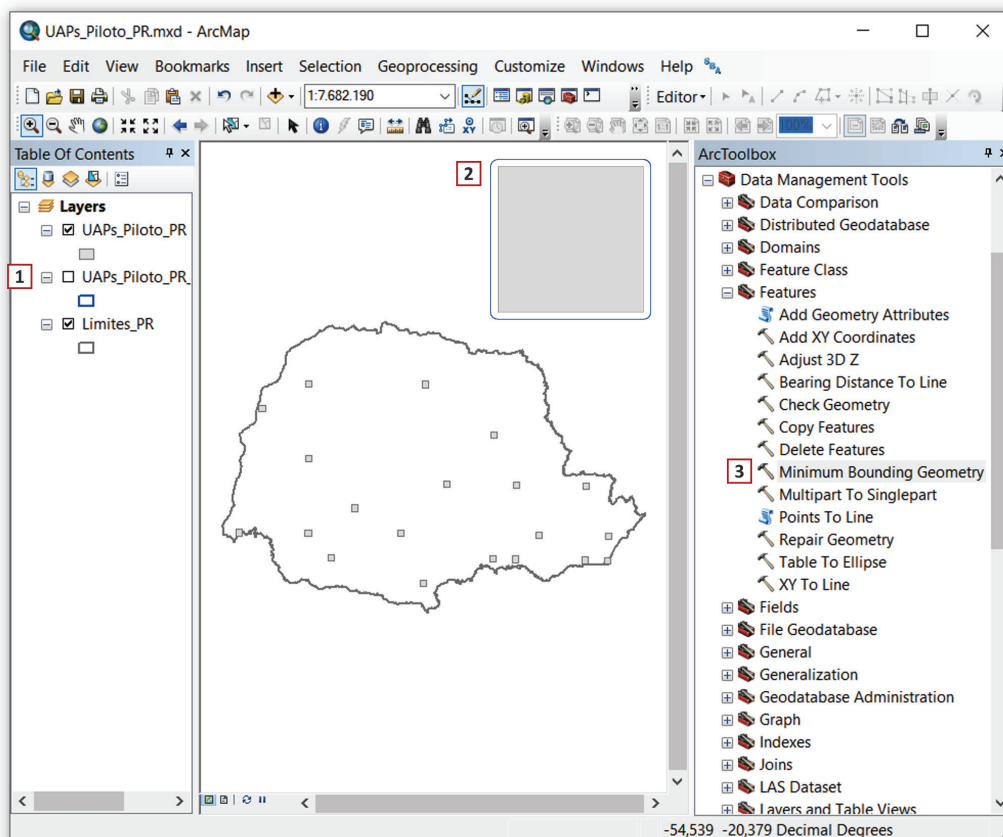 UAPs_Piloto_PR.mxd - ArcMap
File Edit View Bookmarks Insert Selection Geoprocessing Customize Windows Help
1:7.682.190
Editor
100%
Table Of Contents
Layers
UAPs_Piloto_PR
1
UAPs_Piloto_PR_
Limites_PR
2
ArcToolbox
Data Management Tools
Data Comparison
Distributed Geodatabase
Domains
Feature Class
Features
Add Geometry Attributes
Add XY Coordinates
Adjust 3D Z
Bearing Distance To Line
Check Geometry
Copy Features
Delete Features
3 Minimum Bounding Geometry
Multipart To Singlepart
Points To Line
Repair Geometry
Table To Ellipse
XY To Line
Fields
File Geodatabase
General
Generalization
Geodatabase Administration
Graph
Indexes
Joins
LAS Dataset
Layers and Table Views
-54,539 -20,379 Decimal Degrees